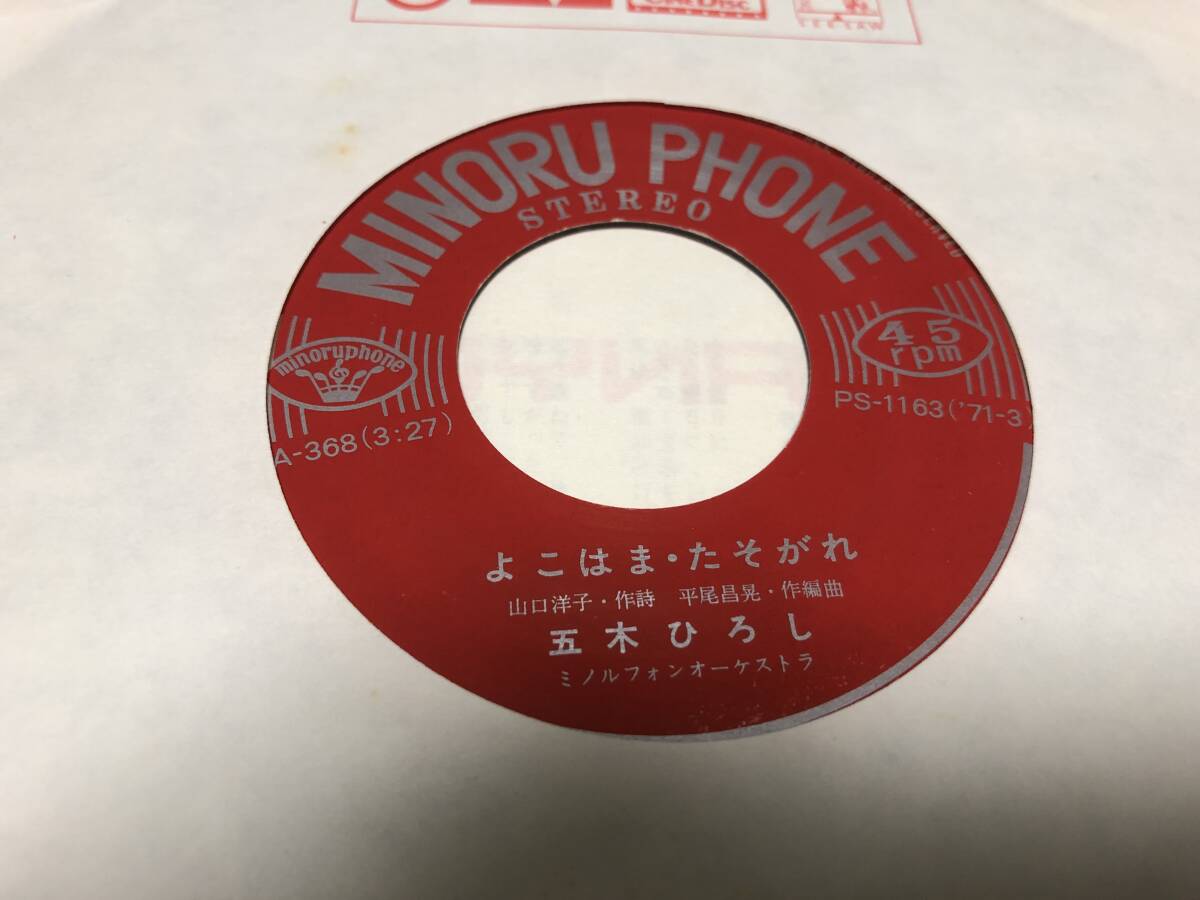 MINORU PHONE
STEREO
minoruphone
45
rpm
A-368(3:27)
PS-1163('71-3)
よこはま・たそがれ
山口洋子・作詩 平尾昌晃・作編曲
五木ひろし
ミノルフォンオーケストラ